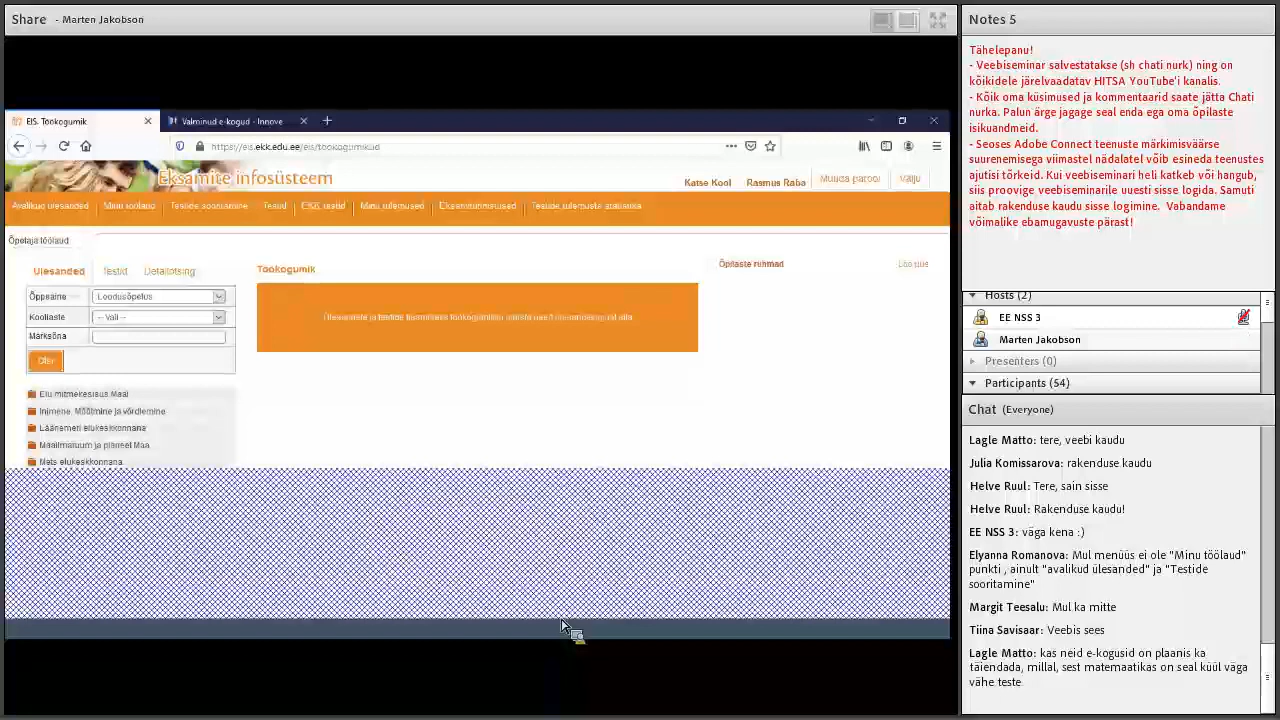 Share - Marten Jakobson
EIS. Töökogumik
Valminud e-kogud - Innove
https://eis.ekk.edu.ee/eis/tookogumikud
Eksamite infosüsteem
Katse Kool Rasmus Raba Muuda parool Välju
Avalikud ülesanded Minu töölaud Testide sooritamine Testid EKK testid Minu tulemused Eksamitunnistused Testide tulemuste statistika
Õpetaja töölaud
Ülesanded Testid Detailotsing
Õppeaine Loodusõpetus
Kooliaste -- Vali --
Märksõna
Otsi
Elu mitmekesisus Maal
Inimene. Mõõtmine ja võrdlemine
Läänemeri elukeskkonnana
Maailmaruum ja planeet Maa
Mets elukeskkonnana
Töökogumik
Õpilaste rühmad Loo uus
Notes 5
Tähelepanu!
- Veebiseminar salvestatakse (sh chati nurk) ning on
kõikidele järelvaadatav HITSA YouTube'i kanalis.
- Kõik oma küsimused ja kommentaarid saate jätta Chati
nurka. Palun ärge jagage seal enda ega oma õpilaste
isikuandmeid.
- Seoses Adobe Connect teenuste märkimisväärse
suurenemisega viimastel nädalatel võib esineda teenustes
ajutisi tõrkeid. Kui veebiseminari heli katkeb või hangub,
siis proovige veebiseminarile uuesti sisse logida. Samuti
aitab rakenduse kaudu sisse logimine. Vabandame
võimalike ebamugavuste pärast!
Hosts (2)
EE NSS 3
Marten Jakobson
Presenters (0)
Participants (54)
Chat (Everyone)
Lagle Matto: tere, veebi kaudu
Julia Komissarova: rakenduse kaudu
Helve Ruul: Tere, sain sisse
Helve Ruul: Rakenduse kaudu!
EE NSS 3: väga kena :)
Elyanna Romanova: Mul menüüs ei ole "Minu töölaud"
punkti , ainult "avalikud ülesanded" ja "Testide
sooritamine"
Margit Teesalu: Mul ka mitte
Tiina Savisaar: Veebis sees
Lagle Matto: kas neid e-kogusid on plaanis ka
täiendada, millal, sest matemaatikas on seal küül väga
vähe teste